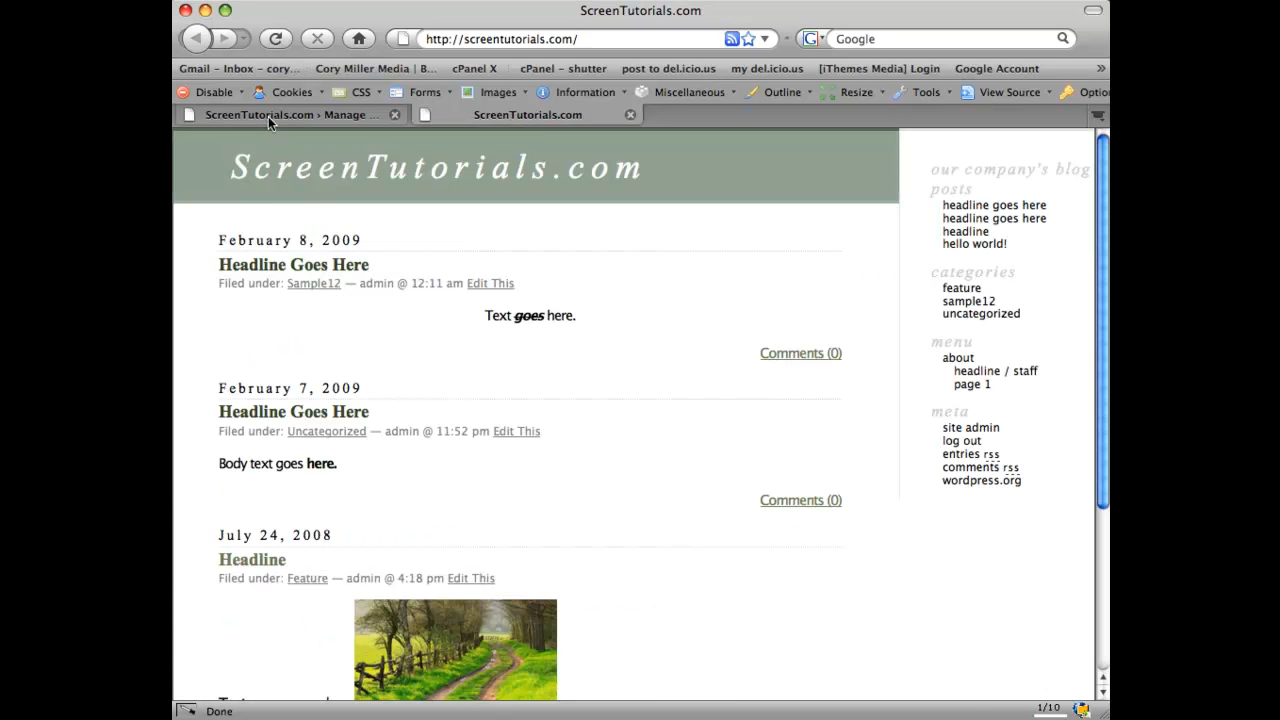 ScreenTutorials.com
http://screentutorials.com/
G
Google
Gmail - Inbox - cory... Cory Miller Media | B... cPanel X cPanel - shutter post to del.icio.us my del.icio.us [iThemes Media] Login Google Account »
Disable Cookies CSS Forms Images Information Miscellaneous Outline Resize Tools View Source Optio
ScreenTutorials.com › Manage ... ScreenTutorials.com
ScreenTutorials.com
February 8, 2009
Headline Goes Here
Filed under: Sample12 — admin @ 12:11 am Edit This
Text goes here.
Comments (0)
February 7, 2009
Headline Goes Here
Filed under: Uncategorized — admin @ 11:52 pm Edit This
Body text goes here.
Comments (0)
July 24, 2008
Headline
Filed under: Feature — admin @ 4:18 pm Edit This
our company's blog
posts
headline goes here
headline goes here
headline
hello world!
categories
feature
sample12
uncategorized
menu
about
headline / staff
page 1
meta
site admin
log out
entries rss
comments rss
wordpress.org
Done
1/10